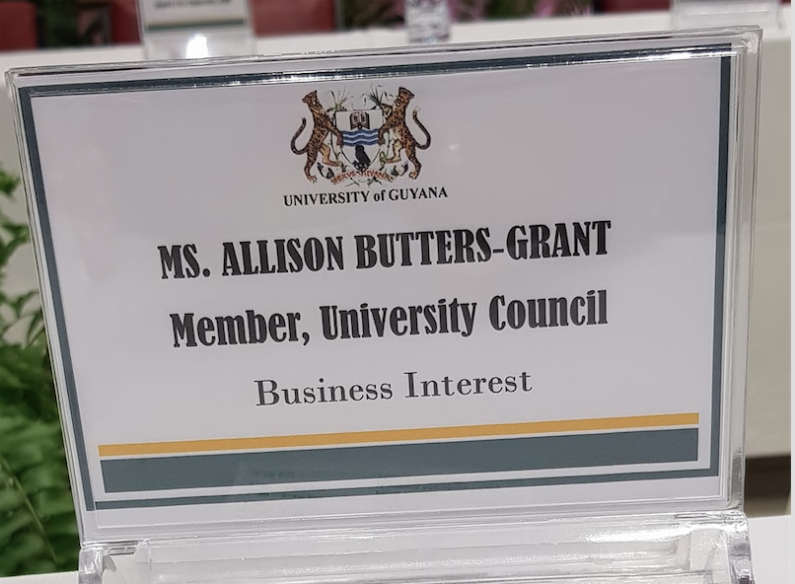 UNIVERSITY of GUYANA
MS. ALLISON BUTTERS-GRANT
Member, University Council
Business Interest